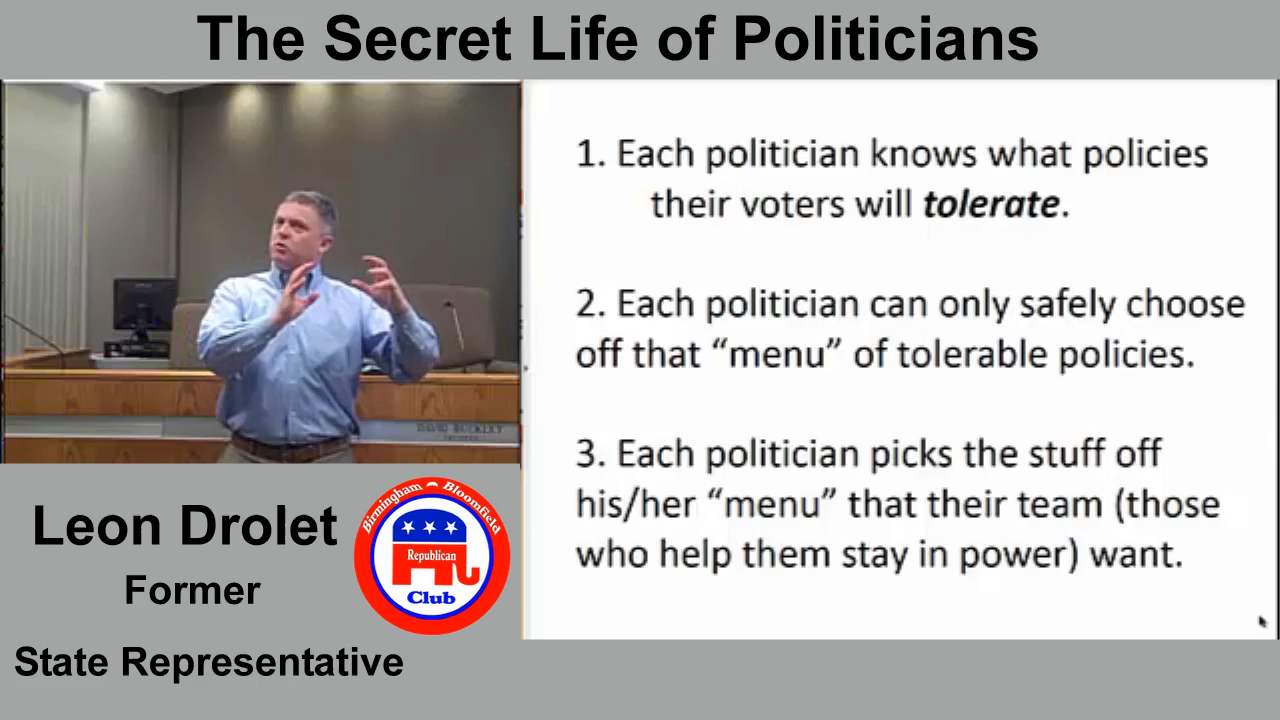 The Secret Life of Politicians
1. Each politician knows what policies
their voters will tolerate.
2. Each politician can only safely choose
off that “menu” of tolerable policies.
3. Each politician picks the stuff off
his/her “menu” that their team (those
who help them stay in power) want.
DAVID BUCKLEY
Leon Drolet
Former
State Representative
Birmingham Bloomfield
Republican
Club